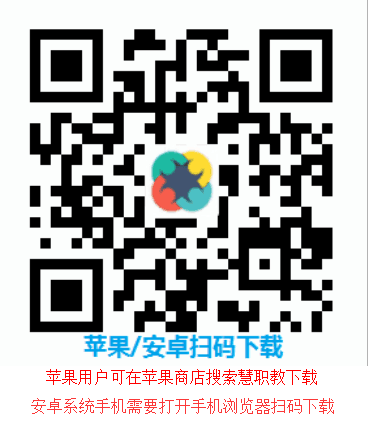 苹果/安卓扫码下载
苹果用户可在苹果商店搜索慧职教下载
安卓系统手机需要打开手机浏览器扫码下载